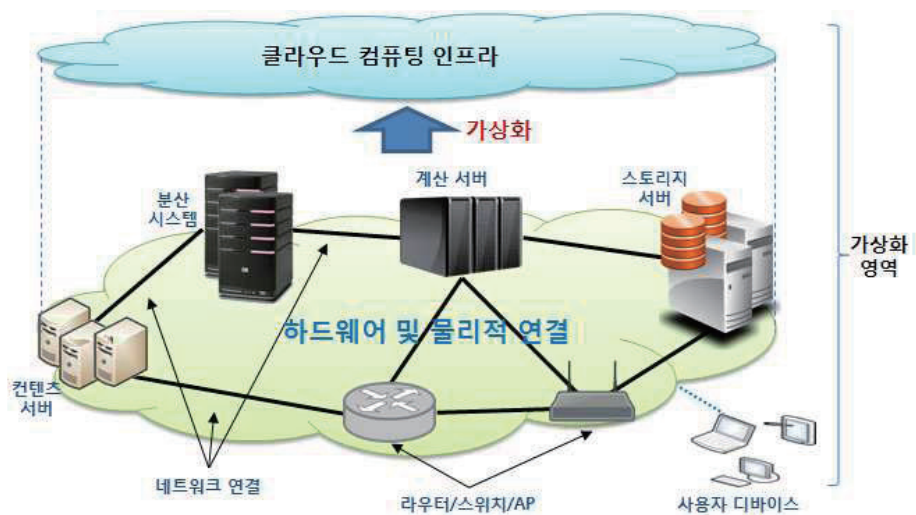 클라우드 컴퓨팅 인프라
가상화
분산
시스템
계산 서버
스토리지
서버
가상화
영역
하드웨어 및 물리적 연결
컨텐츠
서버
네트워크 연결
라우터/스위치/AP
사용자 디바이스